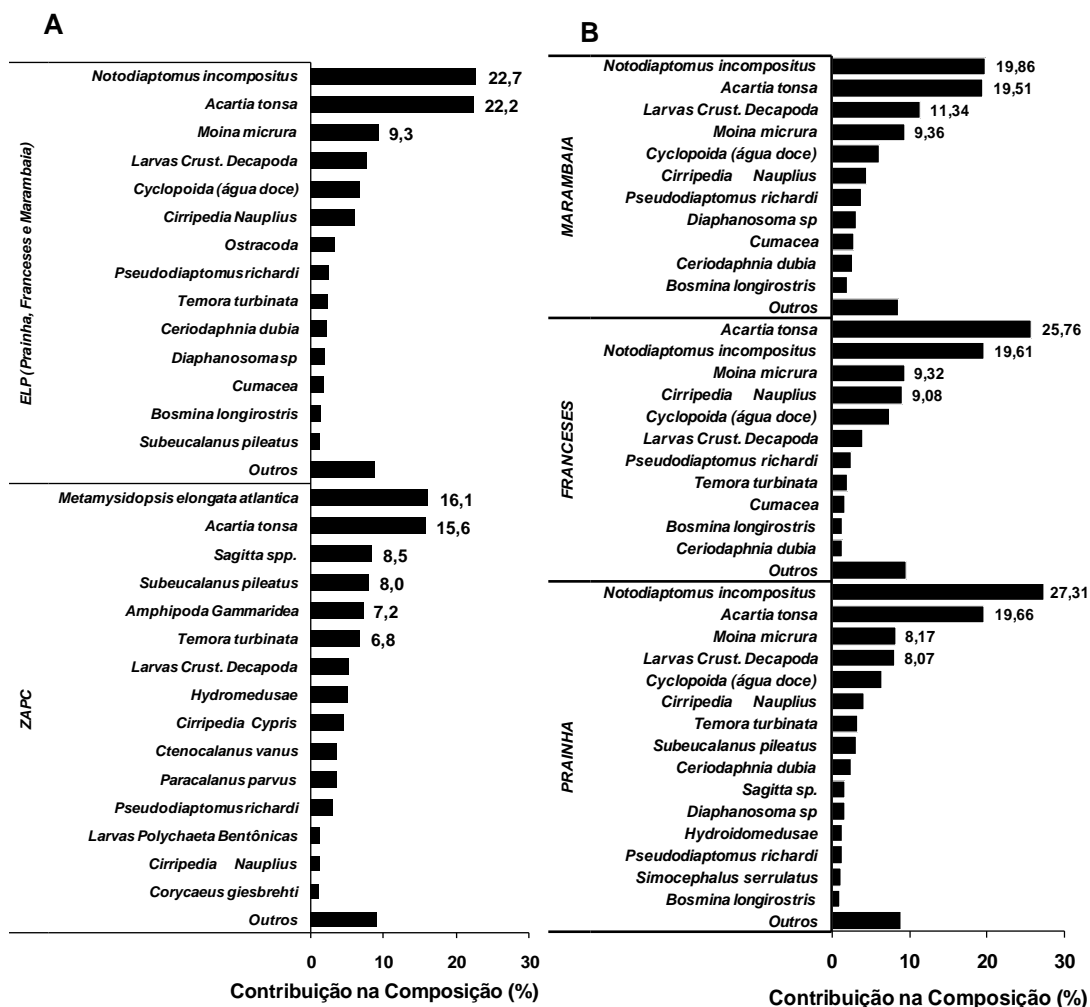 A
ELP (Prainha, Franceses e Marambaia)
Notodiaptomus incompositus 22,7
Acartia tonsa 22,2
Moina micrura 9,3
Larvas Crust. Decapoda
Cyclopoida (água doce)
Cirripedia Nauplius
Ostracoda
Pseudodiaptomus richardi
Temora turbinata
Ceriodaphnia dubia
Diaphanosoma sp
Cumacea
Bosmina longirostris
Subeucalanus pileatus
Outros
ZAPC
Metamysidopsis elongata atlantica 16,1
Acartia tonsa 15,6
Sagitta spp. 8,5
Subeucalanus pileatus 8,0
Amphipoda Gammaridea 7,2
Temora turbinata 6,8
Larvas Crust. Decapoda
Hydromedusae
Cirripedia Cypris
Ctenocalanus vanus
Paracalanus parvus
Pseudodiaptomus richardi
Larvas Polychaeta Bentônicas
Cirripedia Nauplius
Corycaeus giesbrehti
Outros
0 10 20 30
Contribuição na Composição (%)
B
MARAMBAIA
Notodiaptomus incompositus 19,86
Acartia tonsa 19,51
Larvas Crust. Decapoda 11,34
Moina micrura 9,36
Cyclopoida (água doce)
Cirripedia Nauplius
Pseudodiaptomus richardi
Diaphanosoma sp
Cumacea
Ceriodaphnia dubia
Bosmina longirostris
Outros
FRANCESES
Acartia tonsa 25,76
Notodiaptomus incompositus 19,61
Moina micrura 9,32
Cirripedia Nauplius 9,08
Cyclopoida (água doce)
Larvas Crust. Decapoda
Pseudodiaptomus richardi
Temora turbinata
Cumacea
Bosmina longirostris
Ceriodaphnia dubia
Outros
PRAINHA
Notodiaptomus incompositus 27,31
Acartia tonsa 19,66
Moina micrura 8,17
Larvas Crust. Decapoda 8,07
Cyclopoida (água doce)
Cirripedia Nauplius
Temora turbinata
Subeucalanus pileatus
Ceriodaphnia dubia
Sagitta sp.
Diaphanosoma sp
Hydroidomedusae
Pseudodiaptomus richardi
Simocephalus serrulatus
Bosmina longirostris
Outros
0 10 20 30
Contribuição na Composição (%)